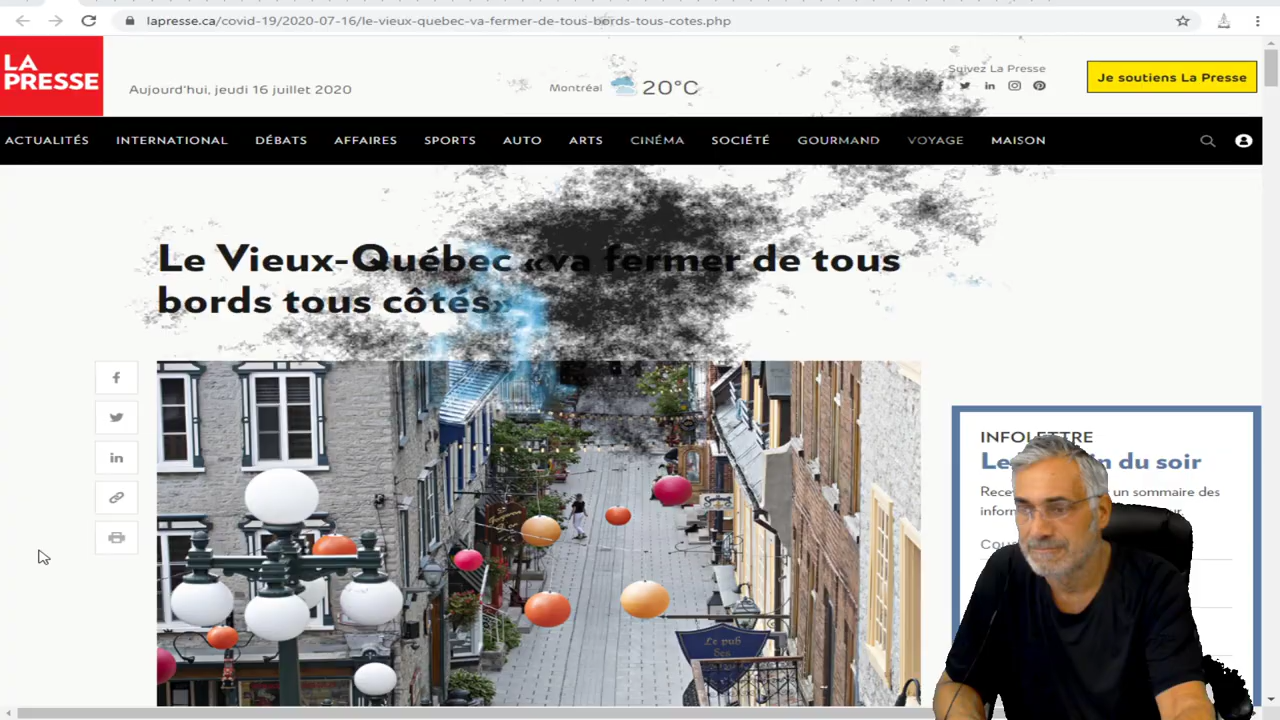 lapresse.ca/covid-19/2020-07-16/le-vieux-quebec-va-fermer-de-tous-bords-tous-cotes.php
LA
PRESSE
Aujourd'hui, jeudi 16 juillet 2020
Montréal 20°C
Suivez La Presse
Je soutiens La Presse
ACTUALITÉS INTERNATIONAL DÉBATS AFFAIRES SPORTS AUTO ARTS CINÉMA SOCIÉTÉ GOURMAND VOYAGE MAISON
Le Vieux-Québec «va fermer de tous
bords tous côtés»
INFOLETTRE
du soir
un sommaire des
Le pub